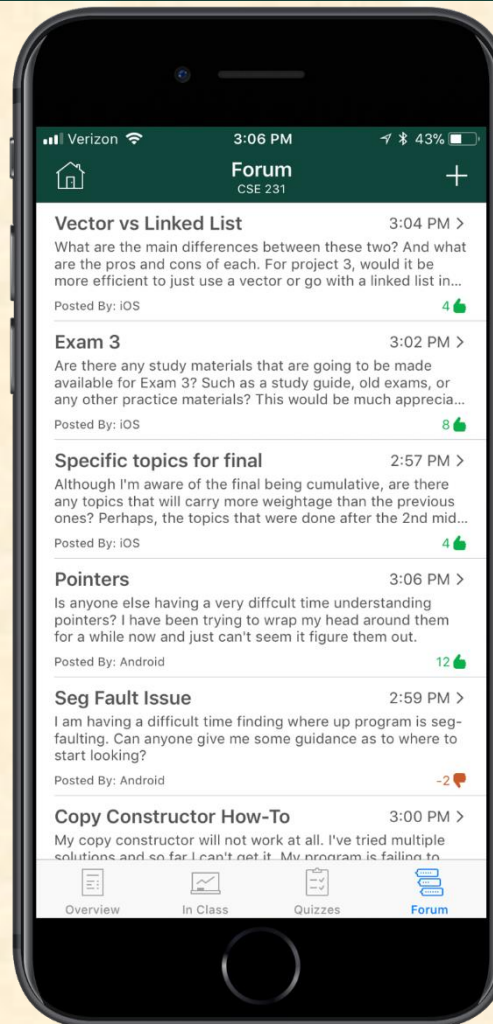 Verizon 3:06 PM 43%
Forum
CSE 231
Vector vs Linked List 3:04 PM >
What are the main differences between these two? And what
are the pros and cons of each. For project 3, would it be
more efficient to just use a vector or go with a linked list in...
Posted By: iOS 4
Exam 3 3:02 PM >
Are there any study materials that are going to be made
available for Exam 3? Such as a study guide, old exams, or
any other practice materials? This would be much apprecia...
Posted By: iOS 8
Specific topics for final 2:57 PM >
Although I'm aware of the final being cumulative, are there
any topics that will carry more weightage than the previous
ones? Perhaps, the topics that were done after the 2nd mid...
Posted By: iOS 4
Pointers 3:06 PM >
Is anyone else having a very diffcult time understanding
pointers? I have been trying to wrap my head around them
for a while now and just can't seem it figure them out.
Posted By: Android 12
Seg Fault Issue 2:59 PM >
I am having a difficult time finding where up program is seg-
faulting. Can anyone give me some guidance as to where to
start looking?
Posted By: Android -2
Copy Constructor How-To 3:00 PM >
My copy constructor will not work at all. I've tried multiple
solutions and so far I can't get it. My program is failing to
Overview In Class Quizzes Forum